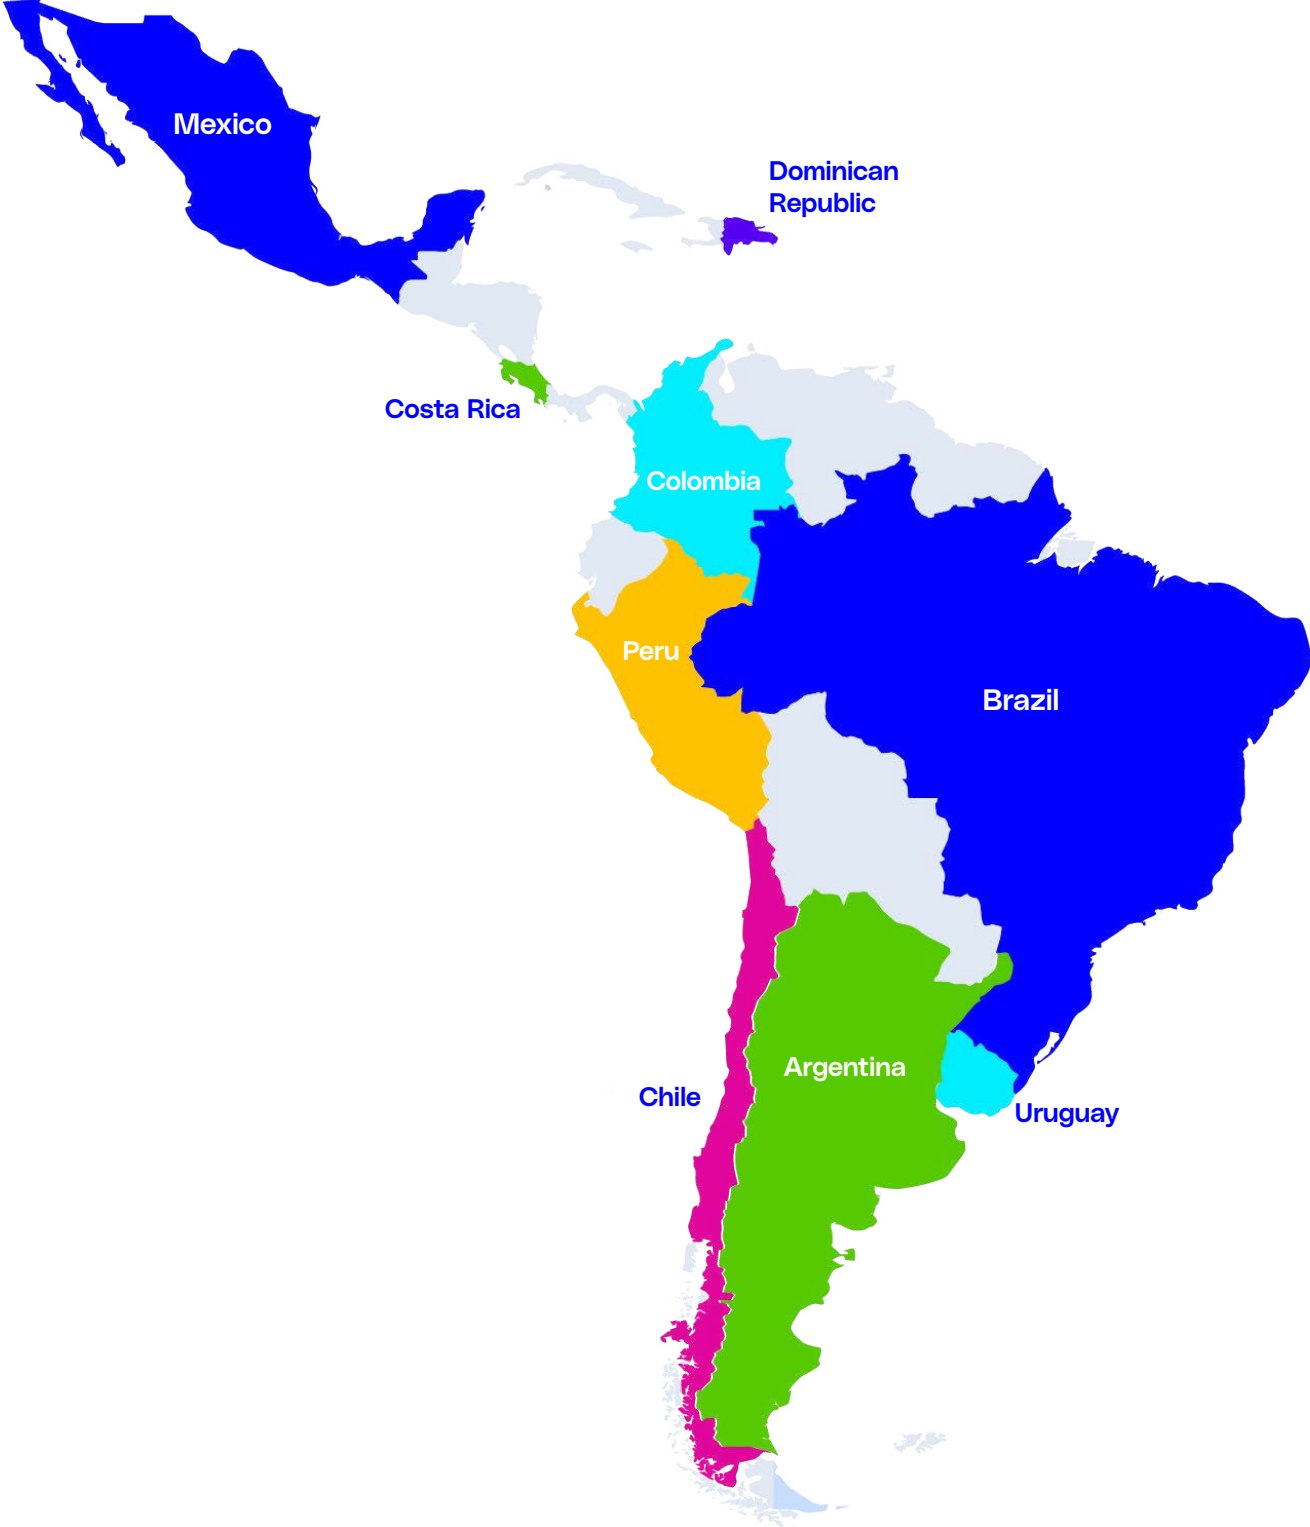 Mexico
Dominican
Republic
Costa Rica
Colombia
Peru
Brazil
Argentina
Chile
Uruguay